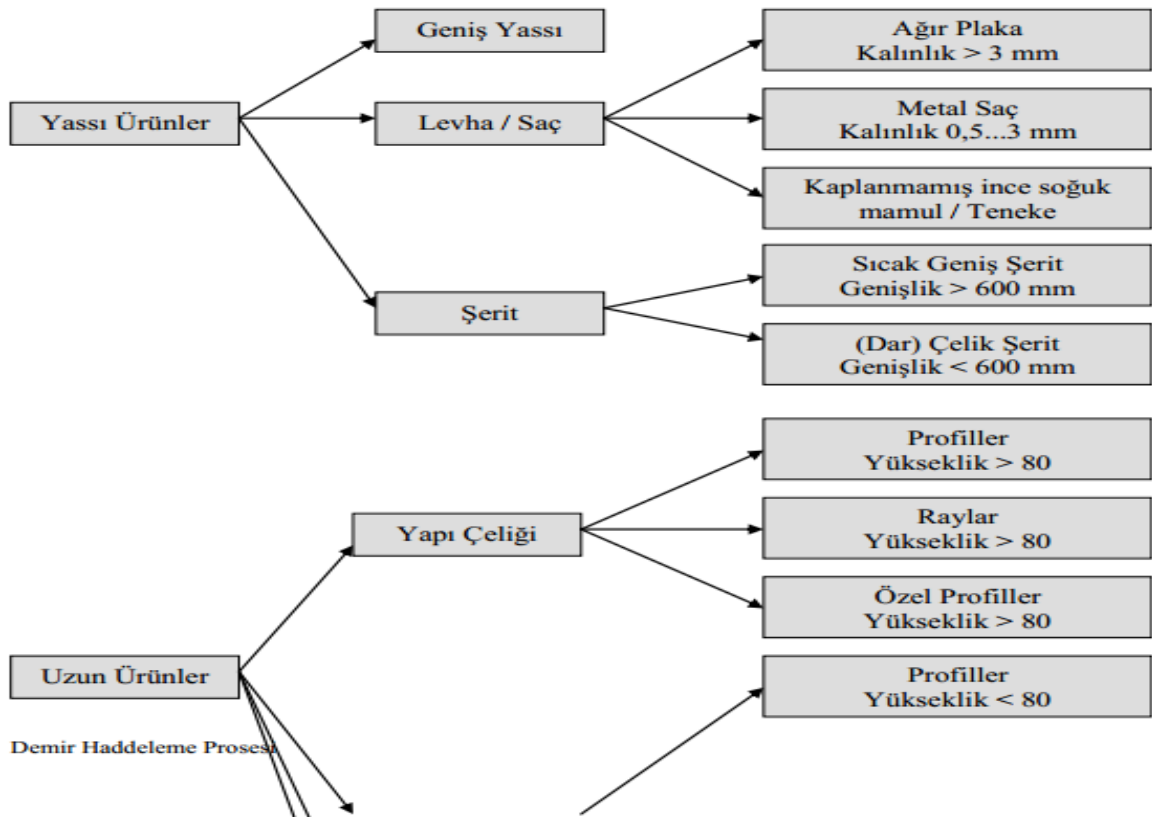 Geniş Yassı
Ağır Plaka
Kalınlık > 3 mm
Yassı Ürünler
Levha / Saç
Metal Saç
Kalınlık 0,5...3 mm
Kaplanmamış ince soğuk
mamul / Teneke
Şerit
Sıcak Geniş Şerit
Genişlik > 600 mm
(Dar) Çelik Şerit
Genişlik < 600 mm
Profiller
Yükseklik > 80
Yapı Çeliği
Raylar
Yükseklik > 80
Özel Profiller
Yükseklik > 80
Uzun Ürünler
Profiller
Yükseklik < 80
Demir Haddeleme Prosesi